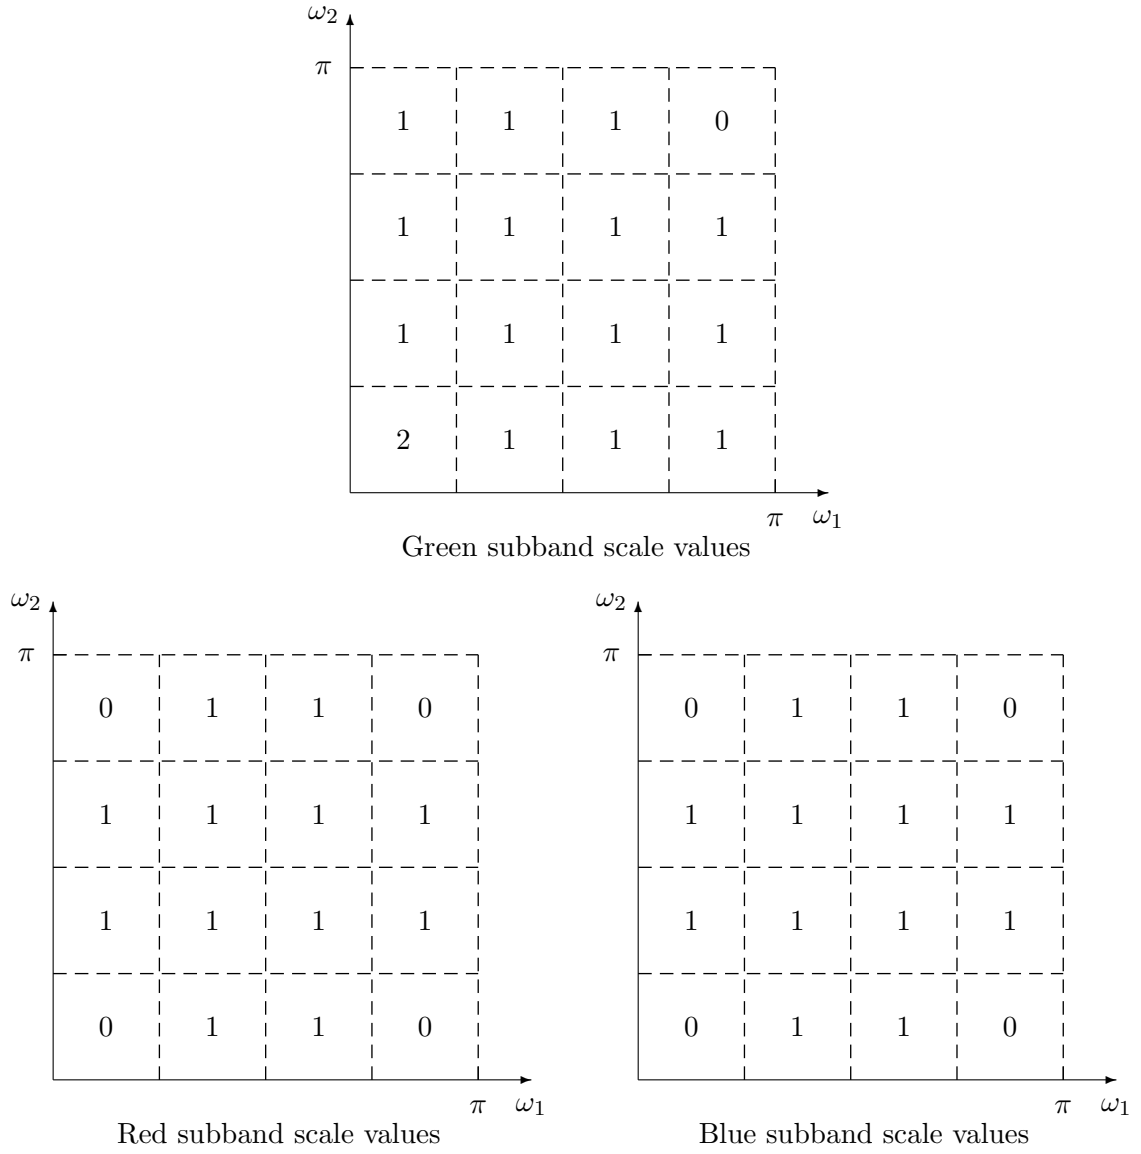 ω₂
π
1 1 1 0
1 1 1 1
1 1 1 1
2 1 1 1
π ω₁
Green subband scale values
ω₂
π
0 1 1 0
1 1 1 1
1 1 1 1
0 1 1 0
π ω₁
Red subband scale values
ω₂
π
0 1 1 0
1 1 1 1
1 1 1 1
0 1 1 0
π ω₁
Blue subband scale values